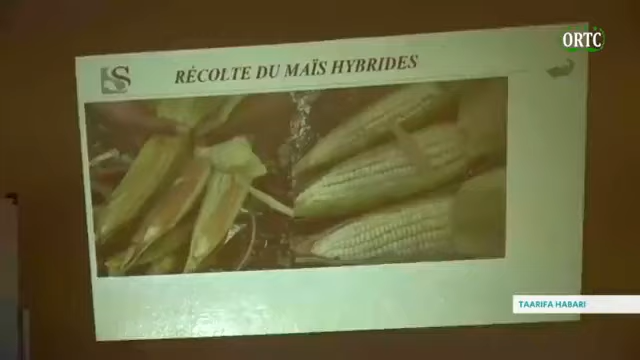 ORTC
S
RÉCOLTE DU MAÏS HYBRIDES
TAARIFA HABARI